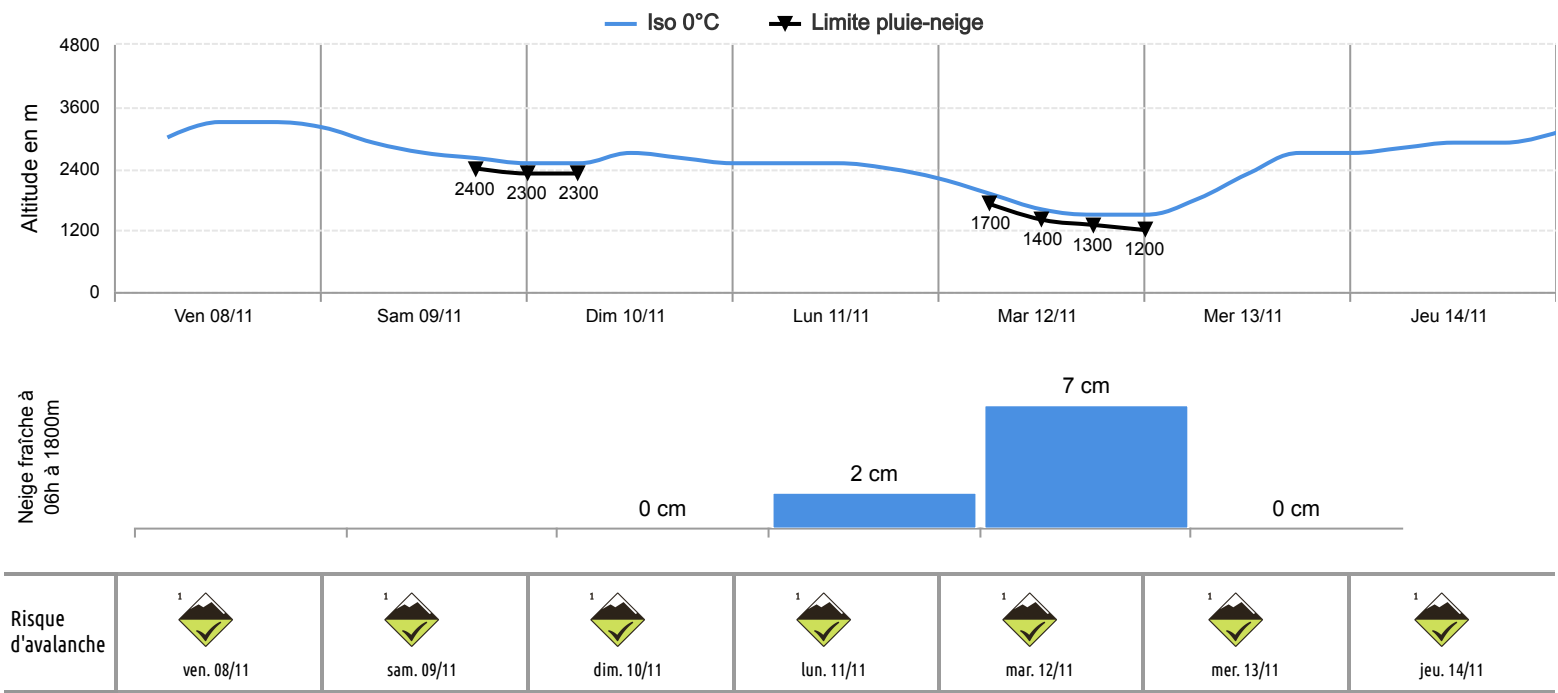 Iso 0°C Limite pluie-neige
Altitude en m
4800
3600
2400
1200
0
2400 2300 2300
1700 1400 1300 1200
Ven 08/11 Sam 09/11 Dim 10/11 Lun 11/11 Mar 12/11 Mer 13/11 Jeu 14/11
Neige fraîche à
06h à 1800m
0 cm 2 cm 7 cm 0 cm
Risque
d'avalanche
1 1 1 1 1 1 1
ven. 08/11 sam. 09/11 dim. 10/11 lun. 11/11 mar. 12/11 mer. 13/11 jeu. 14/11